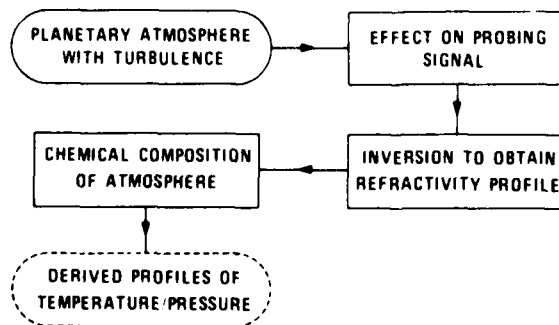 PLANETARY ATMOSPHERE
WITH TURBULENCE
EFFECT ON PROBING
SIGNAL
INVERSION TO OBTAIN
REFRACTIVITY PROFILE
CHEMICAL COMPOSITION
OF ATMOSPHERE
DERIVED PROFILES OF
TEMPERATURE/PRESSURE